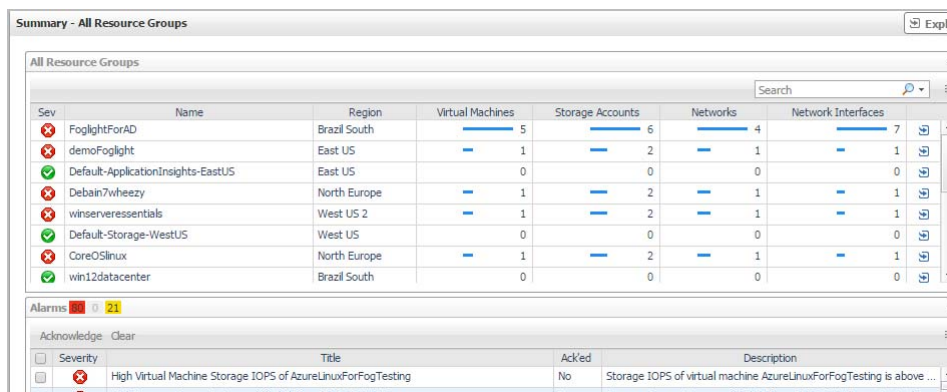 Summary - All Resource Groups
Expl
All Resource Groups
Search
Sev Name Region Virtual Machines Storage Accounts Networks Network Interfaces
FoglightForAD Brazil South 5 6 4 7
demoFoglight East US 1 2 1 1
Default-ApplicationInsights-EastUS East US 0 0 0 0
Debain7wheezy North Europe 1 2 1 1
winserveressentials West US 2 1 2 1 1
Default-Storage-WestUS West US 0 0 0 0
CoreOSlinux North Europe 1 2 1 1
win12datacenter Brazil South 0 0 0 0
Alarms 80 0 21
Acknowledge Clear
Severity Title Ack'ed Description
High Virtual Machine Storage IOPS of AzureLinuxForFogTesting No Storage IOPS of virtual machine AzureLinuxForFogTesting is above ...